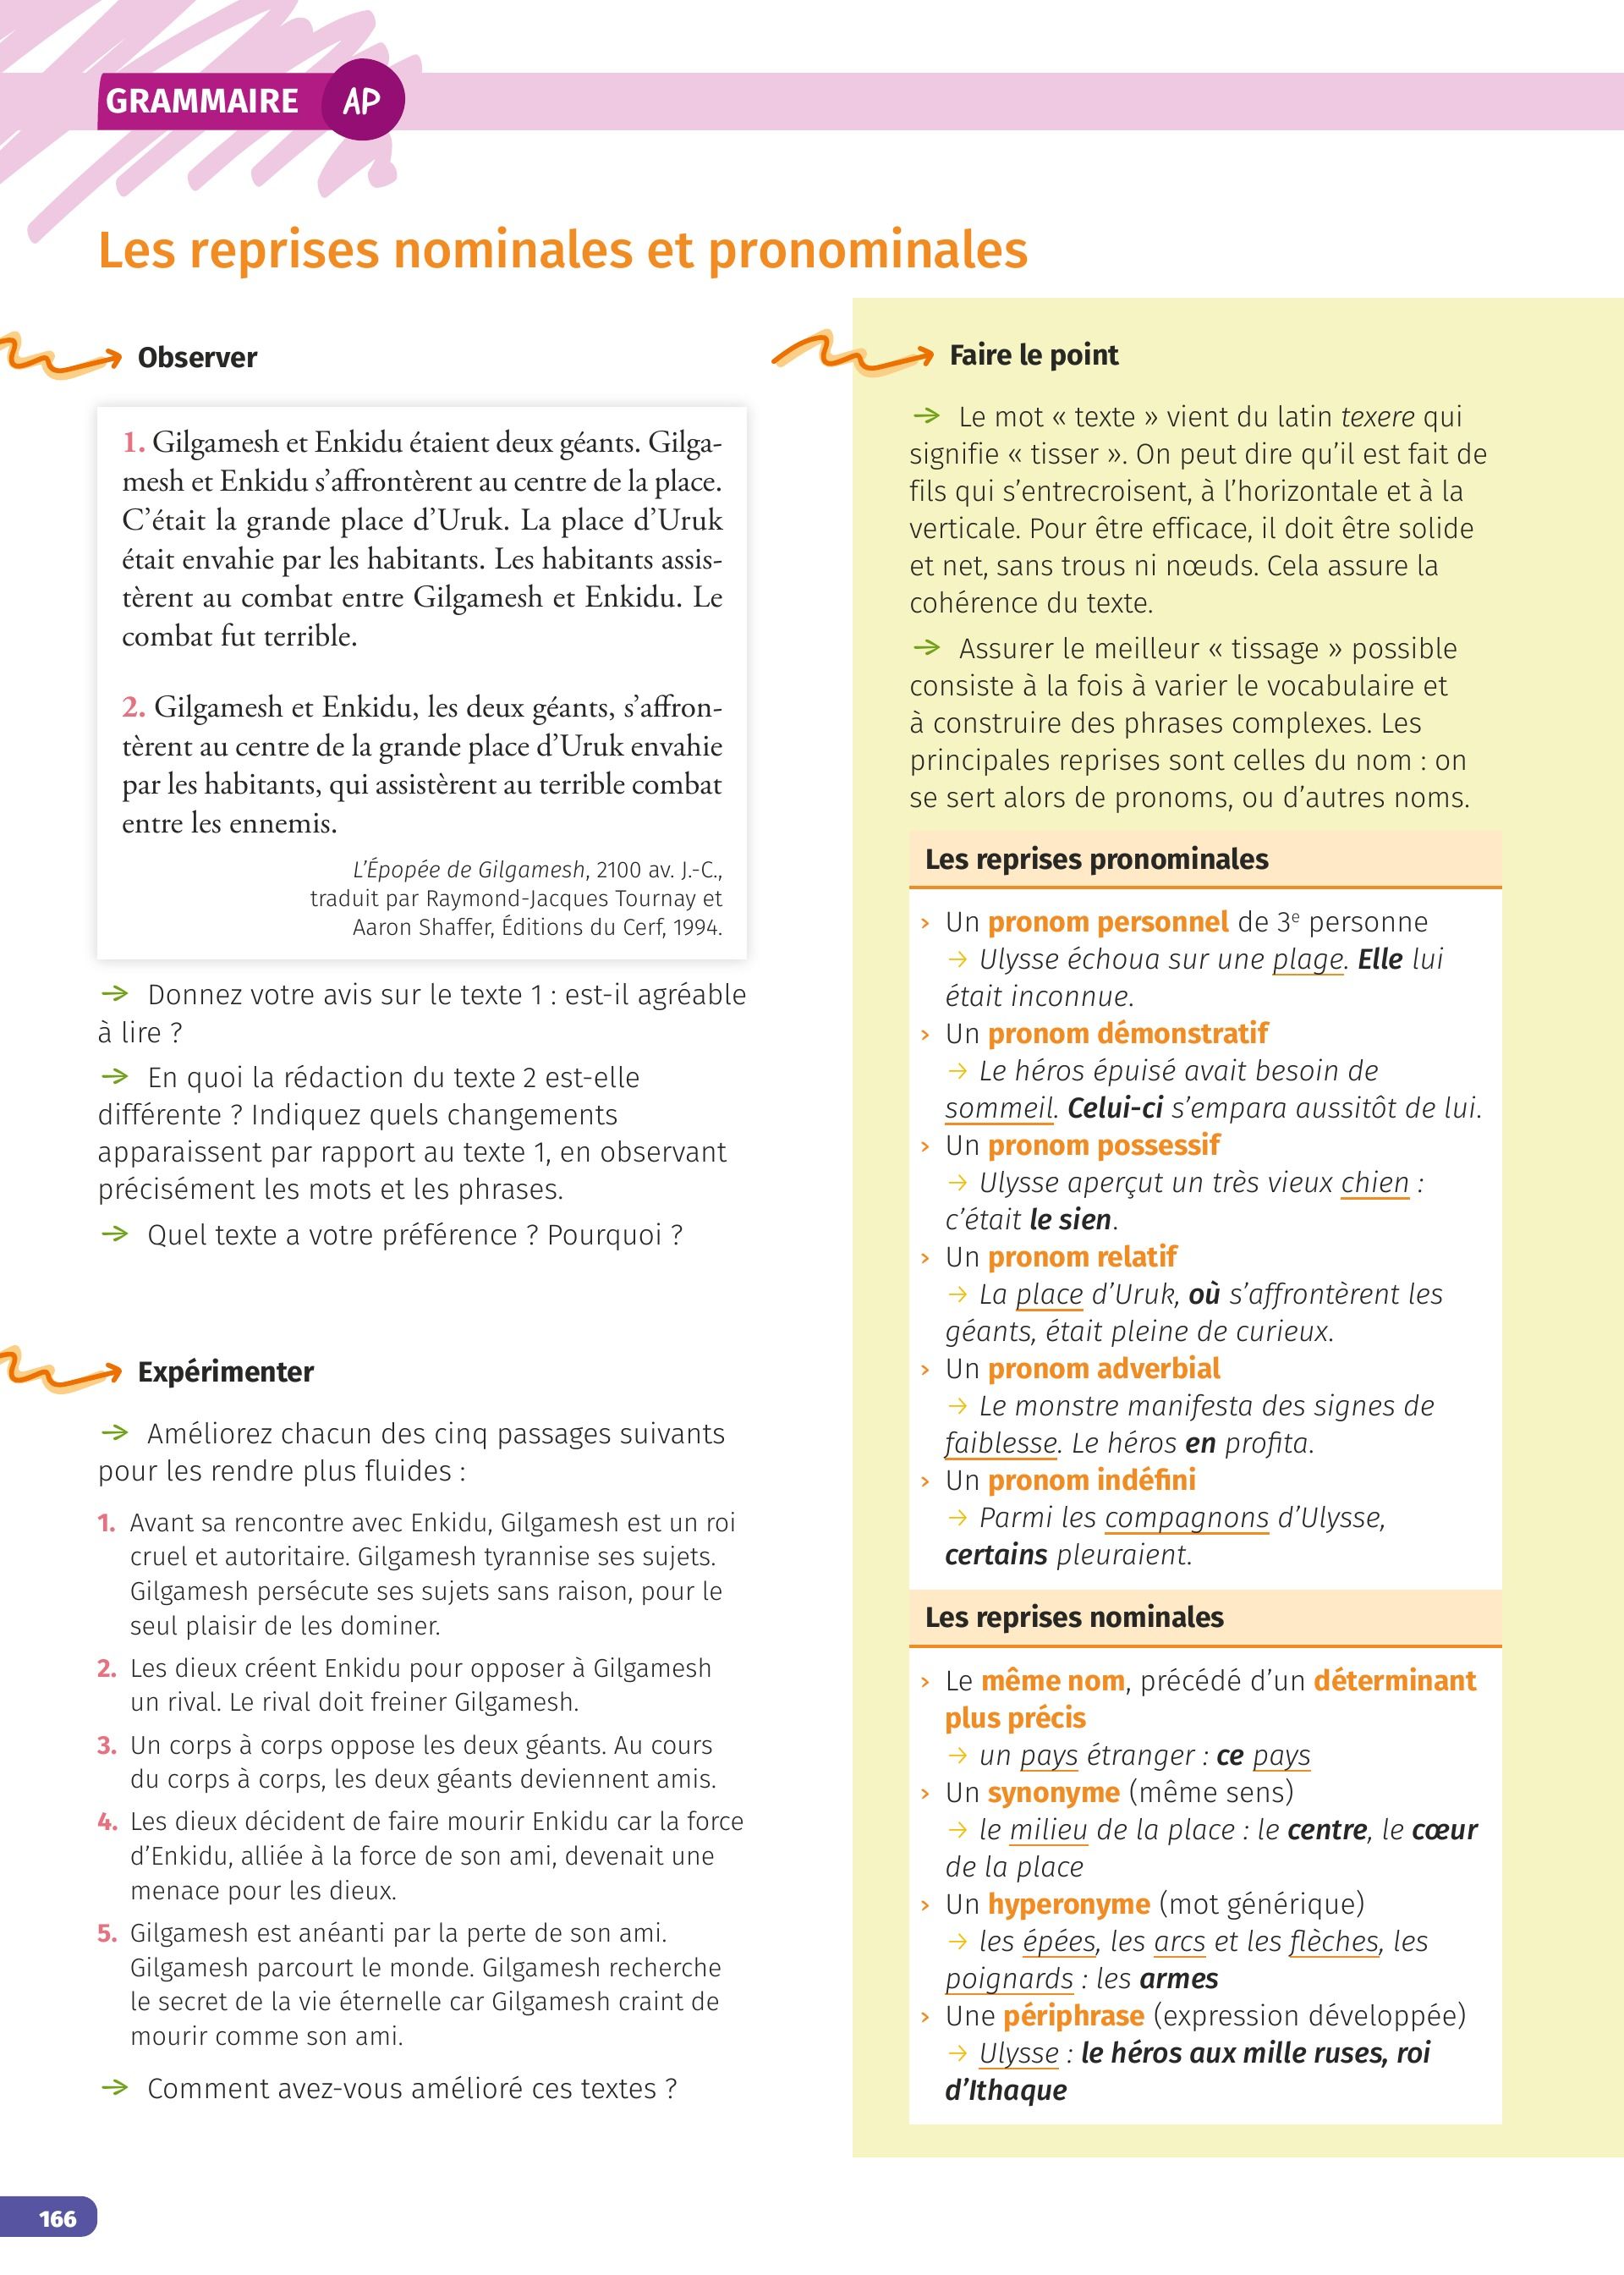 GRAMMAIRE AP
Les reprises nominales et pronominales
Observer
1. Gilgamesh et Enkidu étaient deux géants. Gilga-
mesh et Enkidu s'affrontèrent au centre de la place.
C'était la grande place d'Uruk. La place d'Uruk
était envahie par les habitants. Les habitants assis-
tèrent au combat entre Gilgamesh et Enkidu. Le
combat fut terrible.
2. Gilgamesh et Enkidu, les deux géants, s'affron-
tèrent au centre de la grande place d'Uruk envahie
par les habitants, qui assistèrent au terrible combat
entre les ennemis.
L'Épopée de Gilgamesh, 2100 av. J.-C.,
traduit par Raymond-Jacques Tournay et
Aaron Shaffer, Éditions du Cerf, 1994.
→ Donnez votre avis sur le texte 1 : est-il agréable
à lire ?
→ En quoi la rédaction du texte 2 est-elle
différente ? Indiquez quels changements
apparaissent par rapport au texte 1, en observant
précisément les mots et les phrases.
→ Quel texte a votre préférence ? Pourquoi ?
Expérimenter
→ Améliorez chacun des cinq passages suivants
pour les rendre plus fluides :
1. Avant sa rencontre avec Enkidu, Gilgamesh est un roi
cruel et autoritaire. Gilgamesh tyrannise ses sujets.
Gilgamesh persécute ses sujets sans raison, pour le
seul plaisir de les dominer.
2. Les dieux créent Enkidu pour opposer à Gilgamesh
un rival. Le rival doit freiner Gilgamesh.
3. Un corps à corps oppose les deux géants. Au cours
du corps à corps, les deux géants deviennent amis.
4. Les dieux décident de faire mourir Enkidu car la force
d'Enkidu, alliée à la force de son ami, devenait une
menace pour les dieux.
5. Gilgamesh est anéanti par la perte de son ami.
Gilgamesh parcourt le monde. Gilgamesh recherche
le secret de la vie éternelle car Gilgamesh craint de
mourir comme son ami.
→ Comment avez-vous amélioré ces textes ?
Faire le point
→ Le mot « texte » vient du latin texere qui
signifie « tisser ». On peut dire qu'il est fait de
fils qui s'entrecroisent, à l'horizontale et à la
verticale. Pour être efficace, il doit être solide
et net, sans trous ni nœuds. Cela assure la
cohérence du texte.
→ Assurer le meilleur « tissage » possible
consiste à la fois à varier le vocabulaire et
à construire des phrases complexes. Les
principales reprises sont celles du nom : on
se sert alors de pronoms, ou d'autres noms.
Les reprises pronominales
› Un pronom personnel de 3e personne
→ Ulysse échoua sur une plage. Elle lui
était inconnue.
› Un pronom démonstratif
→ Le héros épuisé avait besoin de
sommeil. Celui-ci s'empara aussitôt de lui.
› Un pronom possessif
→ Ulysse aperçut un très vieux chien :
c'était le sien.
› Un pronom relatif
→ La place d'Uruk, où s'affrontèrent les
géants, était pleine de curieux.
› Un pronom adverbial
→ Le monstre manifesta des signes de
faiblesse. Le héros en profita.
› Un pronom indéfini
→ Parmi les compagnons d'Ulysse,
certains pleuraient.
Les reprises nominales
› Le même nom, précédé d'un déterminant
plus précis
→ un pays étranger : ce pays
› Un synonyme (même sens)
→ le milieu de la place : le centre, le cœur
de la place
› Un hyperonyme (mot générique)
→ les épées, les arcs et les flèches, les
poignards : les armes
› Une périphrase (expression développée)
→ Ulysse : le héros aux mille ruses, roi
d'Ithaque
166